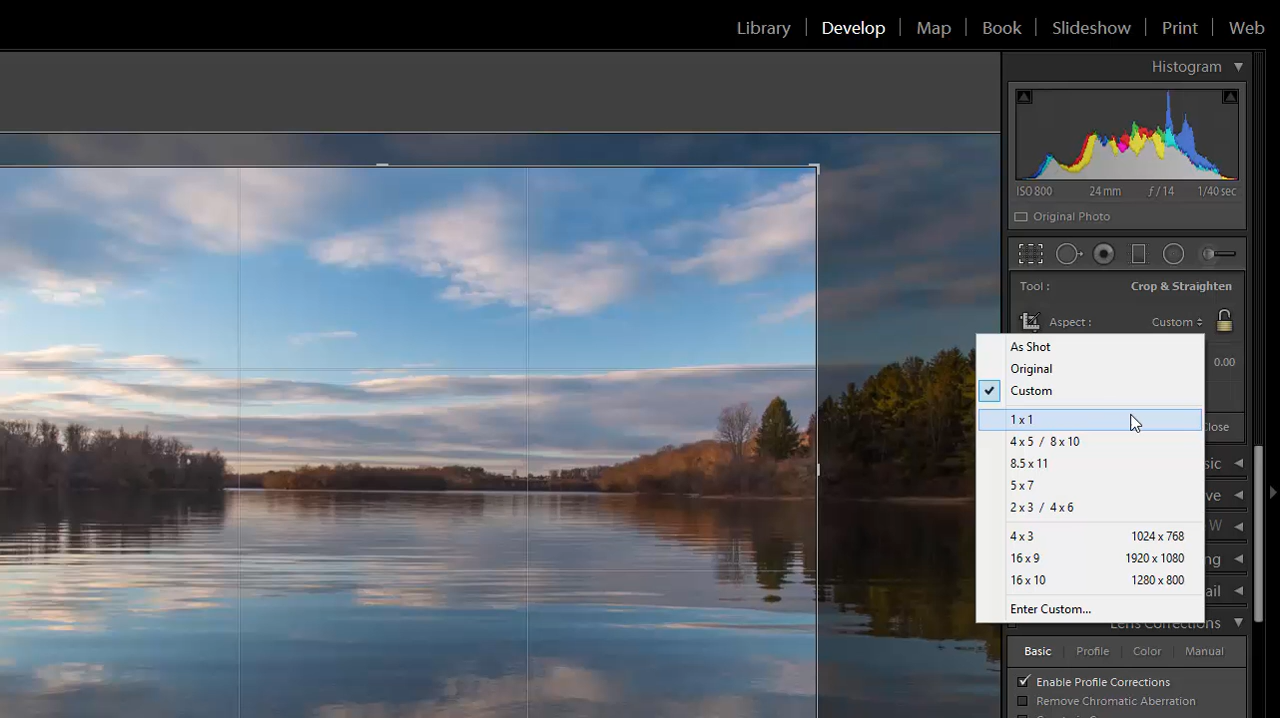 Library | Develop | Map | Book | Slideshow | Print | Web
Histogram
ISO 800 24 mm ƒ / 14 1/40 sec
Original Photo
Tool : Crop & Straighten
Aspect : Custom
0.00
As Shot
Original
Custom
1 x 1
4 x 5 / 8 x 10
8.5 x 11
5 x 7
2 x 3 / 4 x 6
4 x 3 1024 x 768
16 x 9 1920 x 1080
16 x 10 1280 x 800
Enter Custom...
Lens Corrections
Basic | Profile | Color | Manual
Enable Profile Corrections
Remove Chromatic Aberration